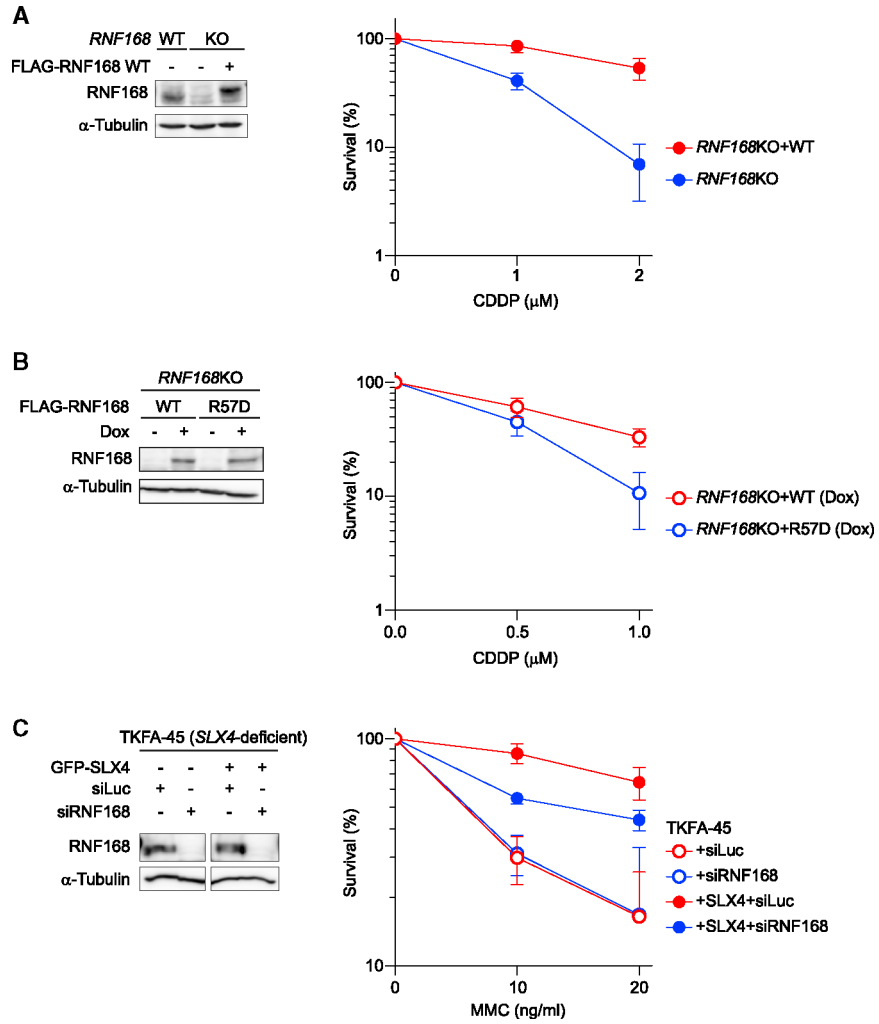 A
RNF168 WT KO
FLAG-RNF168 WT - - +
RNF168
α-Tubulin
Survival (%)
100
10
1
0 1 2
CDDP (μM)
RNF168KO+WT
RNF168KO
B
RNF168KO
FLAG-RNF168 WT R57D
Dox - + - +
RNF168
α-Tubulin
Survival (%)
100
10
1
0.0 0.5 1.0
CDDP (μM)
RNF168KO+WT (Dox)
RNF168KO+R57D (Dox)
C
TKFA-45 (SLX4-deficient)
GFP-SLX4 - - + +
siLuc + - + -
siRNF168 - + - +
RNF168
α-Tubulin
Survival (%)
100
10
0 10 20
MMC (ng/ml)
TKFA-45
+siLuc
+siRNF168
+SLX4+siLuc
+SLX4+siRNF168